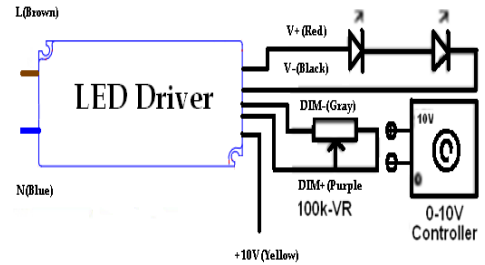 L(Brown)
V+(Red)
V-(Black)
LED Driver
DIM-(Gray)
10V
0
DIM+(Purple
N(Blue)
100k-VR
0-10V
Controller
+10V(Yellow)